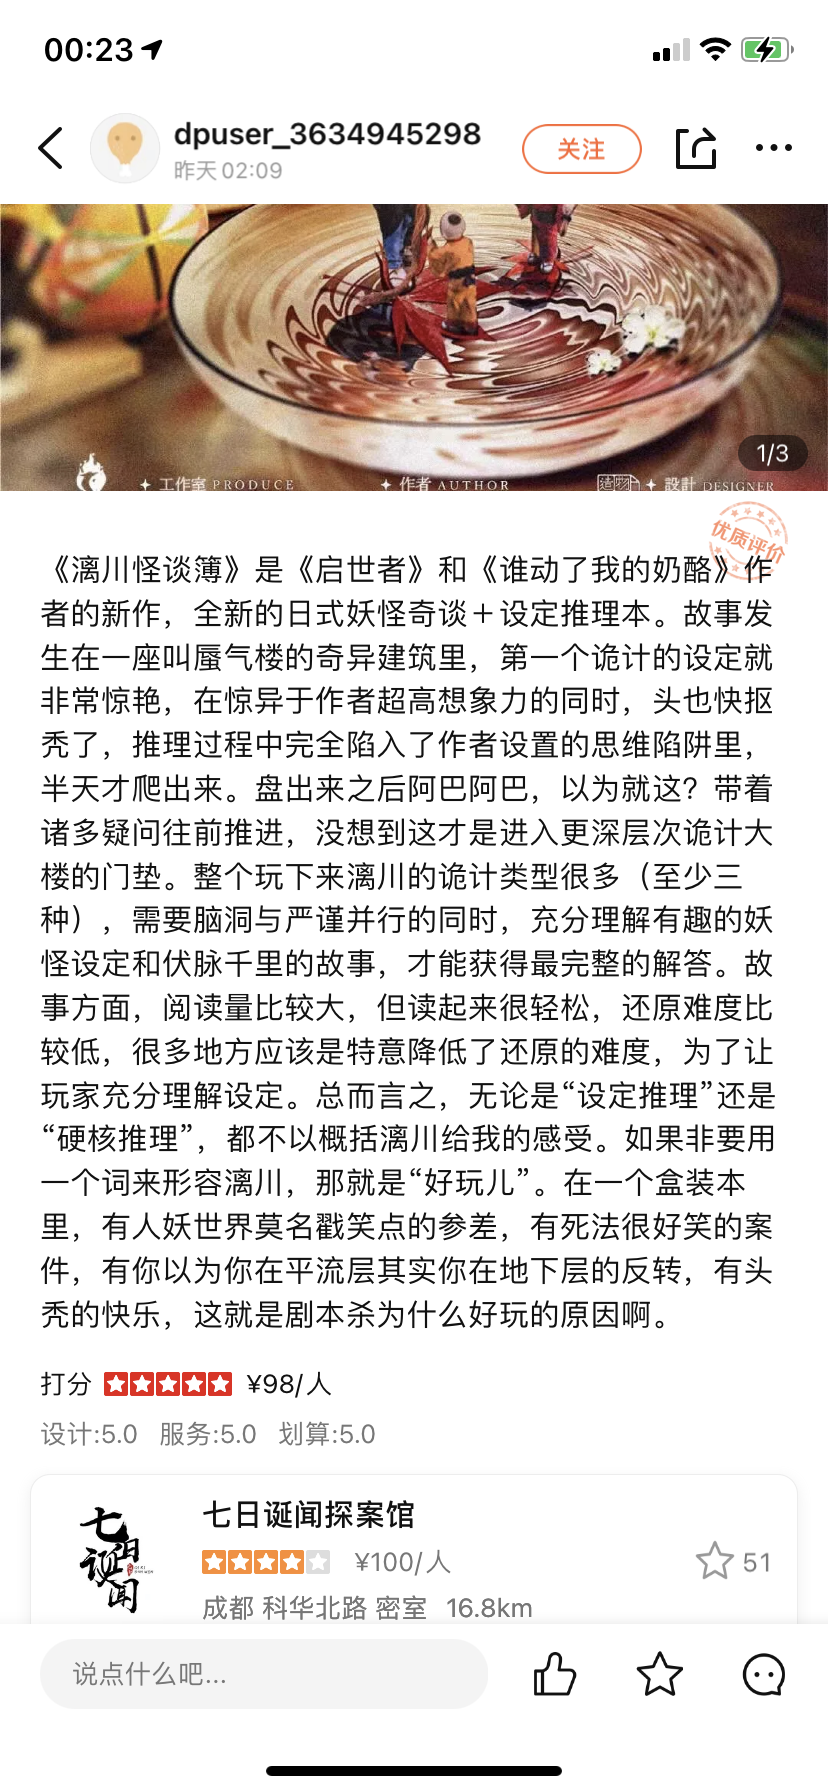 00:23
dpuser_3634945298
昨天 02:09
关注
1/3
工作室 PRODUCE
作者 AUTHOR
造物 設計 DESIGNER
优质评价
《漓川怪谈簿》是《启世者》和《谁动了我的奶酪》作
者的新作，全新的日式妖怪奇谈＋设定推理本。故事发
生在一座叫蜃气楼的奇异建筑里，第一个诡计的设定就
非常惊艳，在惊异于作者超高想象力的同时，头也快抠
秃了，推理过程中完全陷入了作者设置的思维陷阱里，
半天才爬出来。盘出来之后阿巴阿巴，以为就这？带着
诸多疑问往前推进，没想到这才是进入更深层次诡计大
楼的门垫。整个玩下来漓川的诡计类型很多（至少三
种），需要脑洞与严谨并行的同时，充分理解有趣的妖
怪设定和伏脉千里的故事，才能获得最完整的解答。故
事方面，阅读量比较大，但读起来很轻松，还原难度比
较低，很多地方应该是特意降低了还原的难度，为了让
玩家充分理解设定。总而言之，无论是“设定推理”还是
“硬核推理”，都不以概括漓川给我的感受。如果非要用
一个词来形容漓川，那就是“好玩儿”。在一个盒装本
里，有人妖世界莫名戳笑点的参差，有死法很好笑的案
件，有你以为你在平流层其实你在地下层的反转，有头
秃的快乐，这就是剧本杀为什么好玩的原因啊。
打分 ¥98/人
设计:5.0 服务:5.0 划算:5.0
七日诞闻
七日诞闻探案馆
¥100/人
51
成都 科华北路 密室 16.8km
说点什么吧...